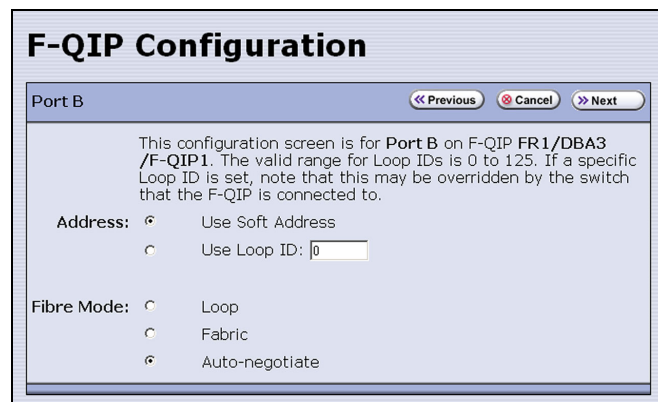 F-QIP Configuration
Port B
Previous Cancel Next
This configuration screen is for Port B on F-QIP FR1/DBA3
/F-QIP1. The valid range for Loop IDs is 0 to 125. If a specific
Loop ID is set, note that this may be overridden by the switch
that the F-QIP is connected to.
Address: Use Soft Address
Use Loop ID: 0
Fibre Mode: Loop
Fabric
Auto-negotiate